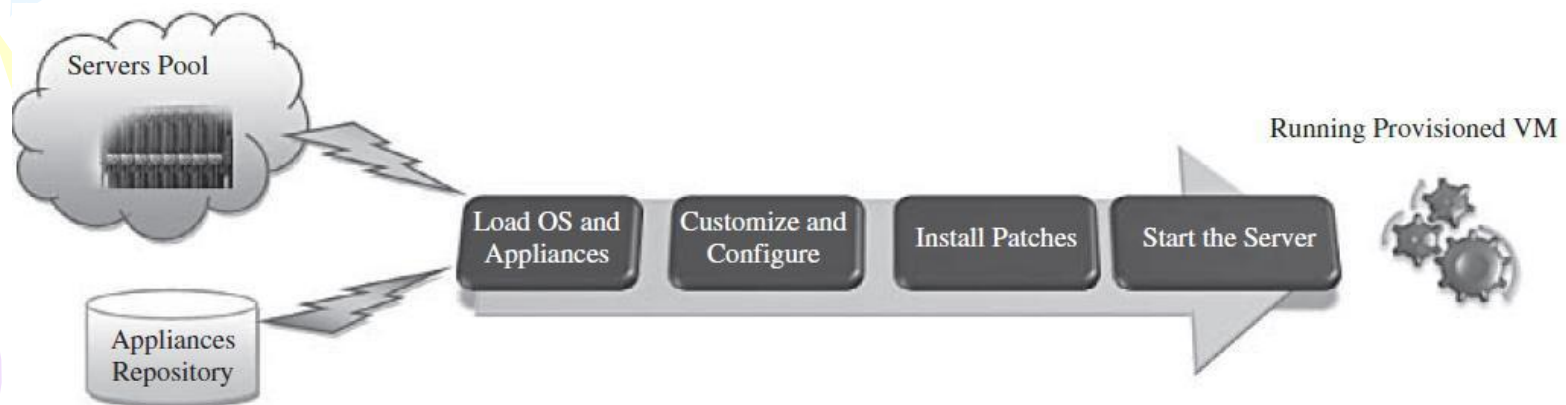 Servers Pool
Running Provisioned VM
Load OS and
Appliances
Customize and
Configure
Install Patches
Start the Server
Appliances
Repository